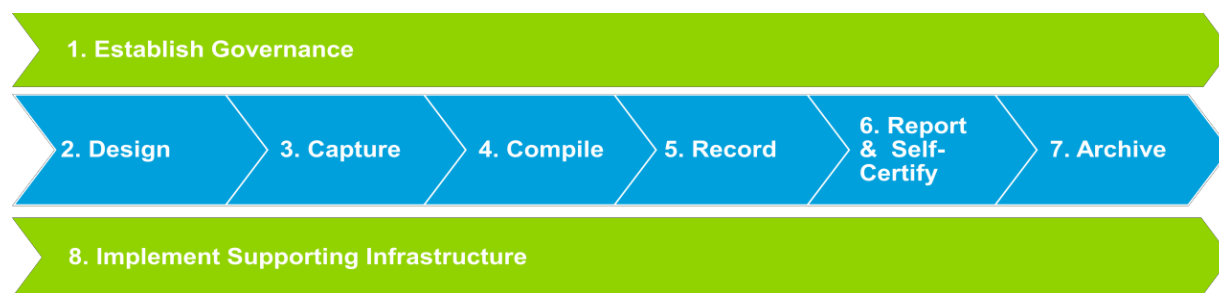 1. Establish Governance
2. Design
3. Capture
4. Compile
5. Record
6. Report
& Self-
Certify
7. Archive
8. Implement Supporting Infrastructure